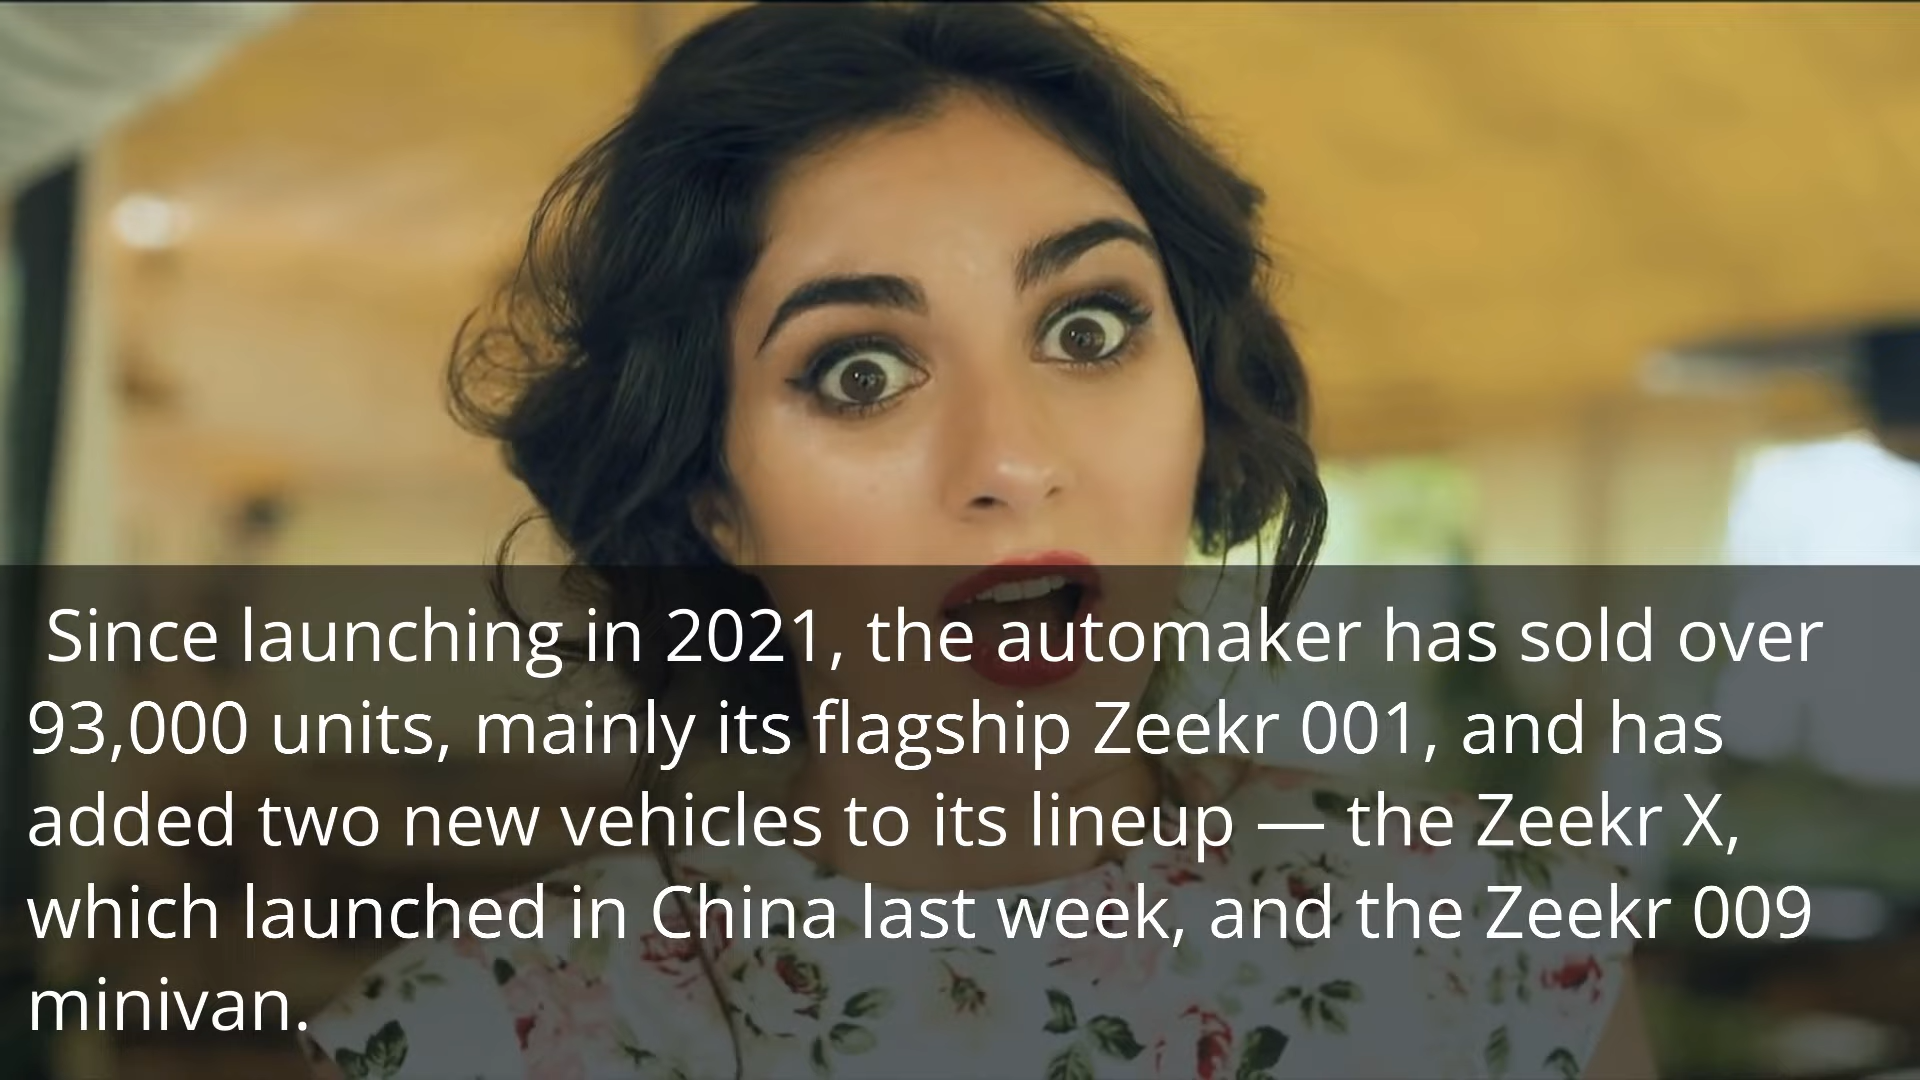 Since launching in 2021, the automaker has sold over
93,000 units, mainly its flagship Zeekr 001, and has
added two new vehicles to its lineup — the Zeekr X,
which launched in China last week, and the Zeekr 009
minivan.